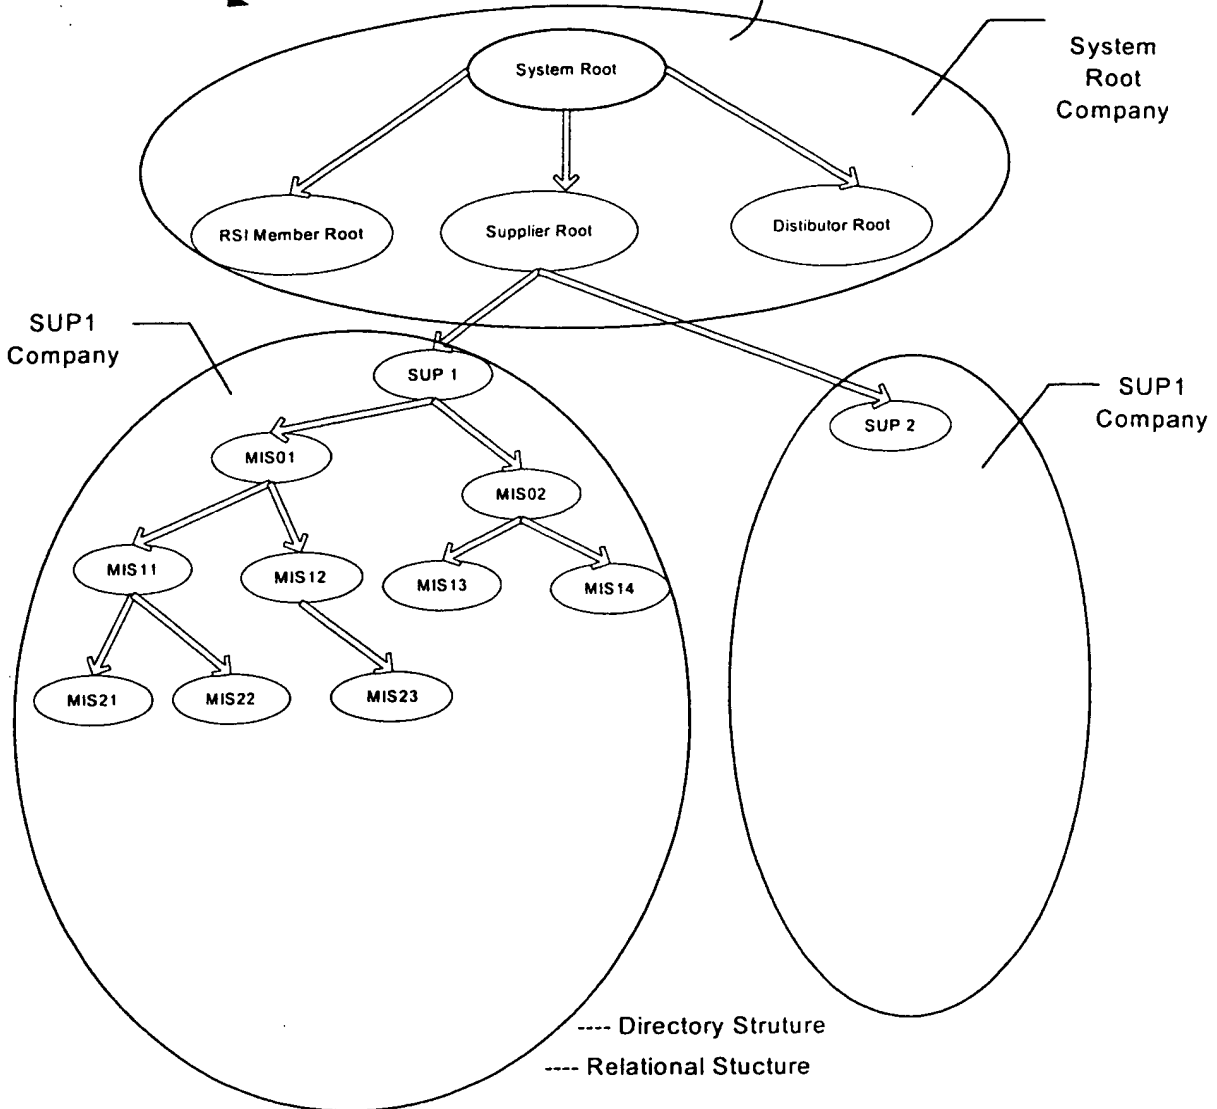 System Root
System
Root
Company
RSI Member Root
Supplier Root
Distibutor Root
SUP1
Company
SUP 1
SUP1
Company
SUP 2
MIS01
MIS02
MIS11
MIS12
MIS13
MIS14
MIS21
MIS22
MIS23
---- Directory Struture
---- Relational Stucture